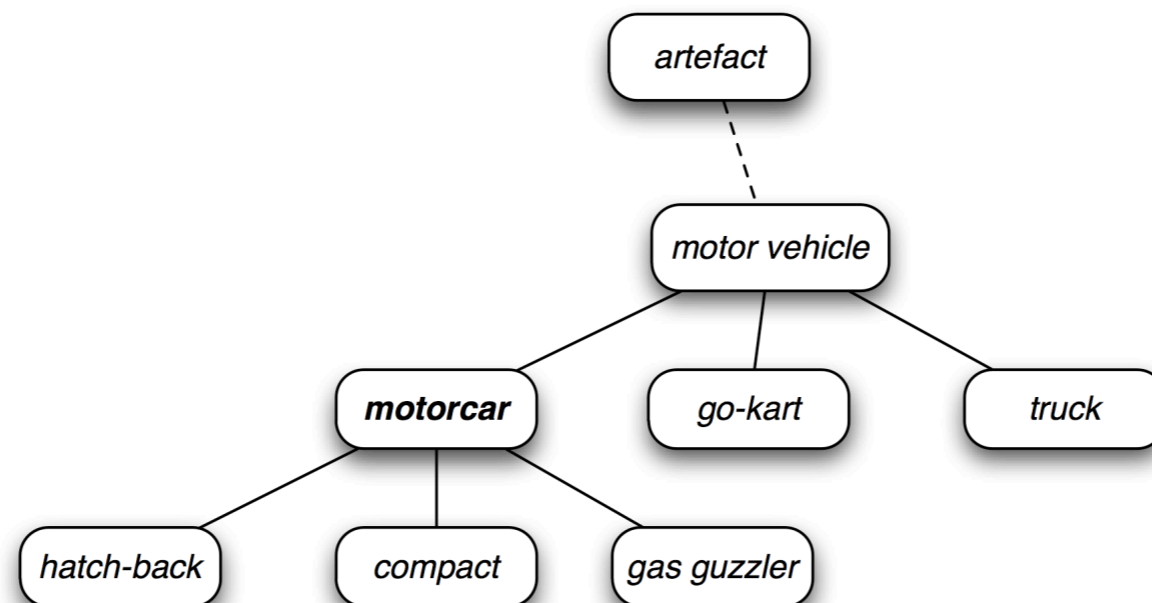 artefact
motor vehicle
motorcar
go-kart
truck
hatch-back
compact
gas guzzler